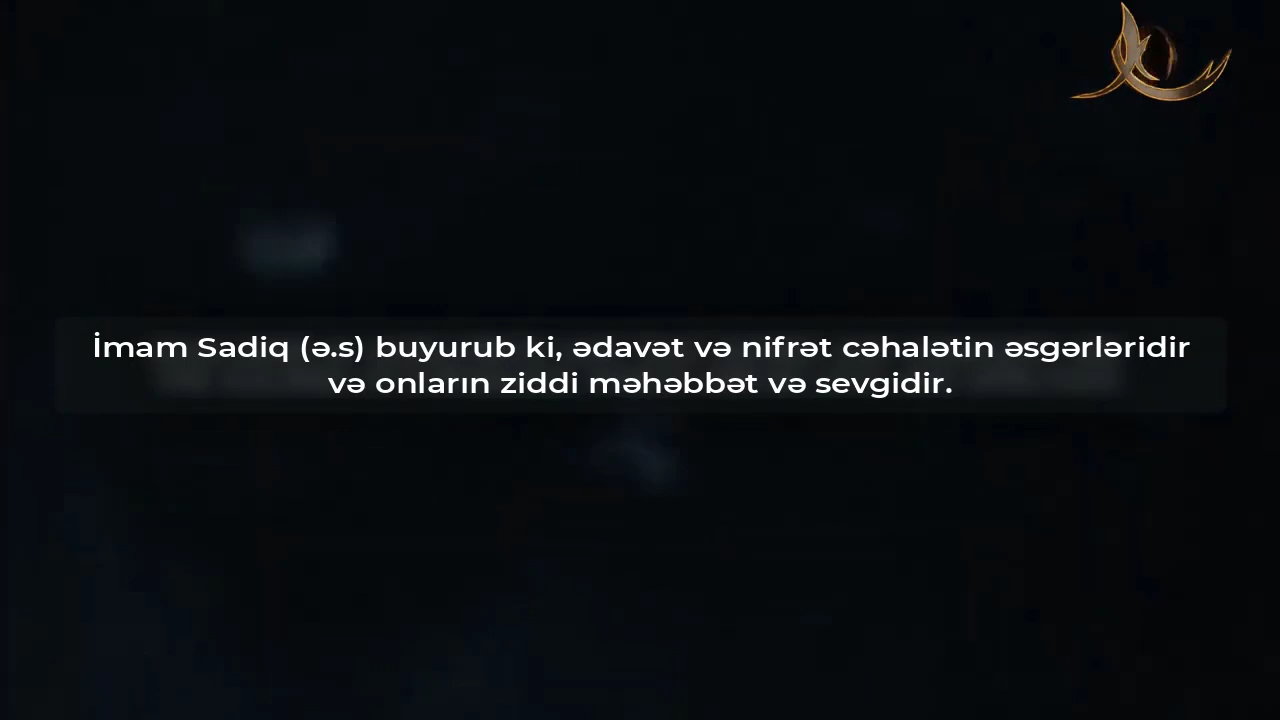 İmam Sadiq (ə.s) buyurub ki, ədavət və nifrət cəhalətin əsgərləridir
və onların ziddi məhəbbət və sevgidir.